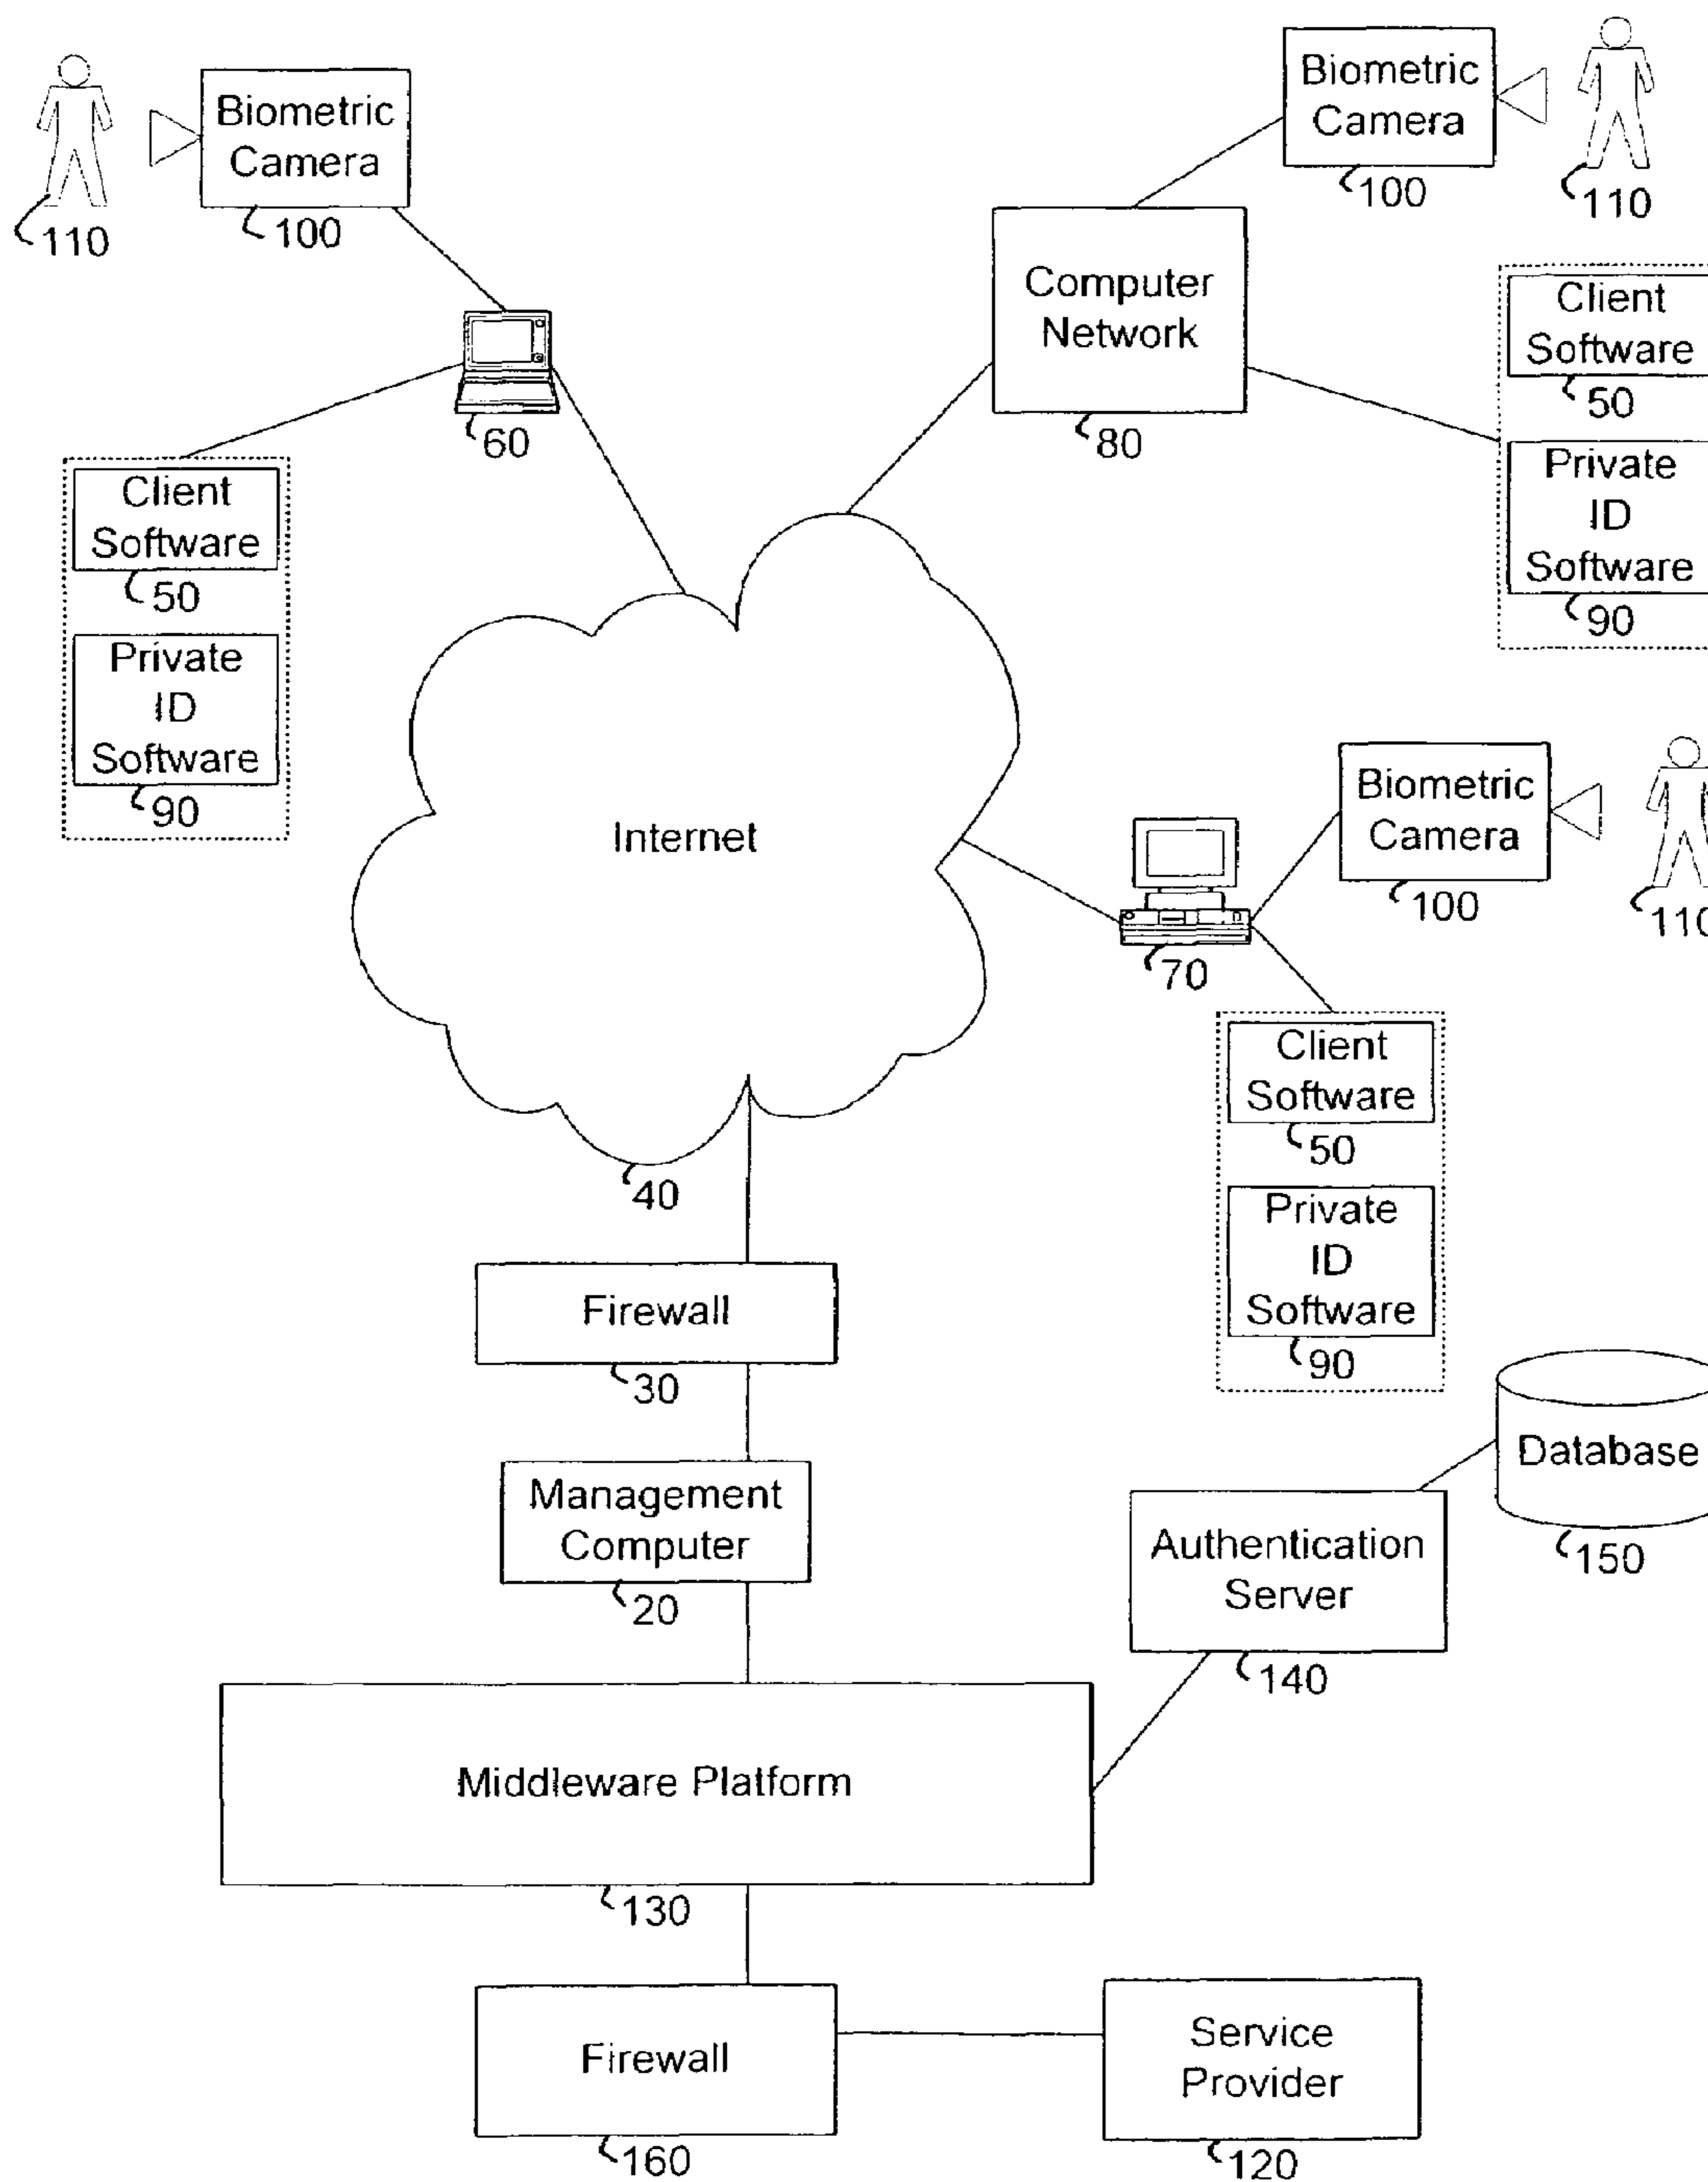 Biometric
Camera
100
110
Biometric
Camera
100
110
Computer
Network
80
Client
Software
50
Private
ID
Software
90
60
Client
Software
50
Private
ID
Software
90
Internet
40
Biometric
Camera
100
110
70
Client
Software
50
Private
ID
Software
90
Firewall
30
Management
Computer
20
Database
150
Authentication
Server
140
Middleware Platform
130
Firewall
160
Service
Provider
120